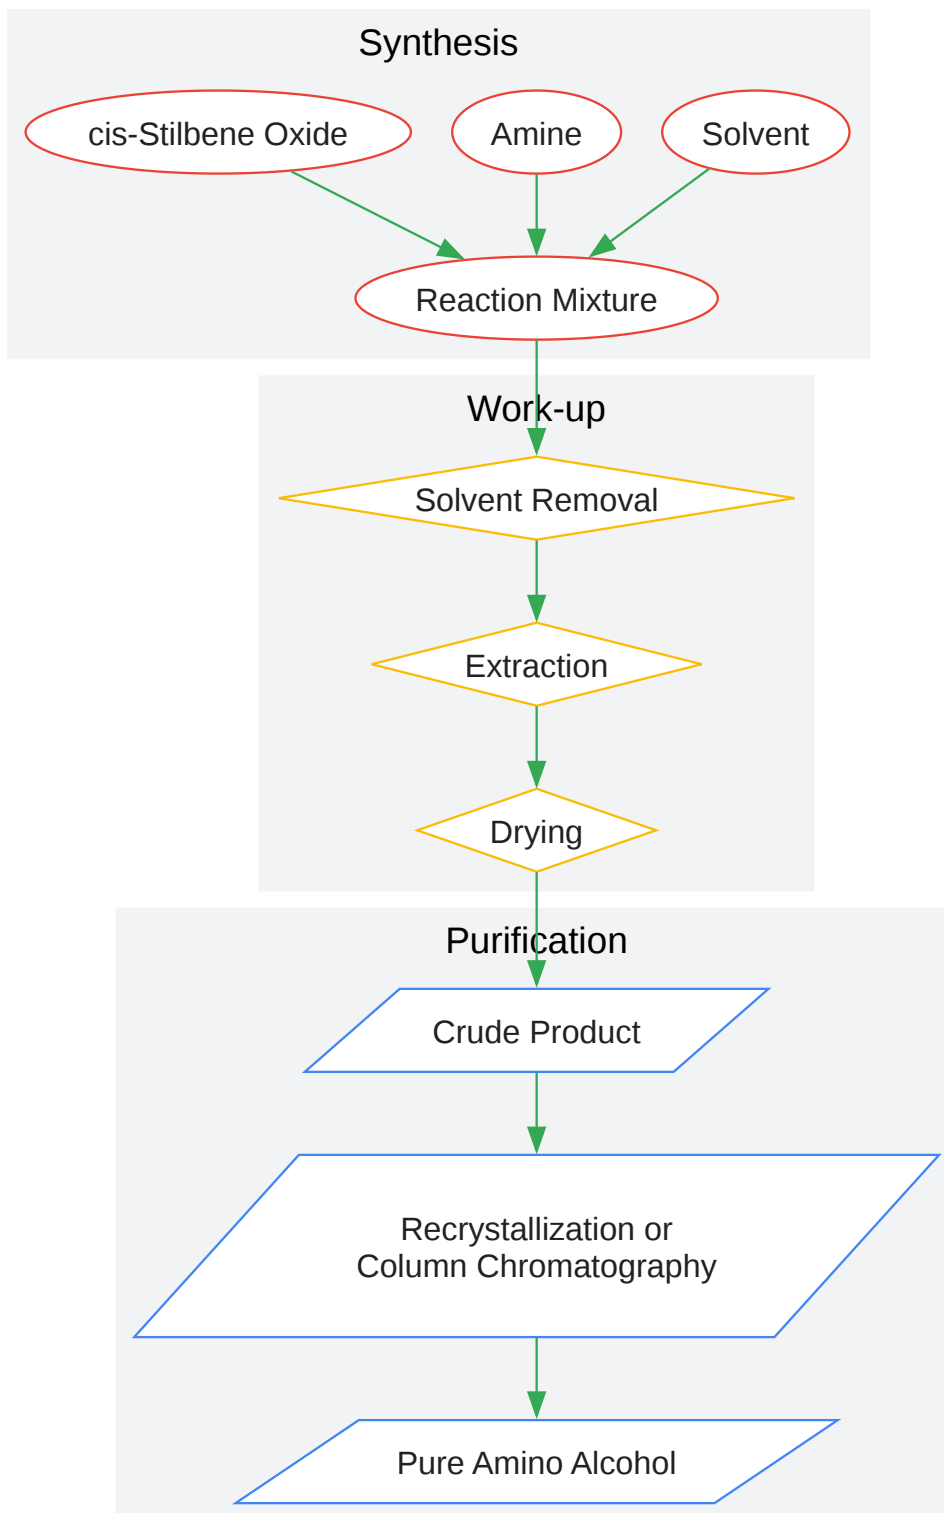 Synthesis
cis-Stilbene Oxide
Amine
Solvent
Reaction Mixture
Work-up
Solvent Removal
Extraction
Drying
Purification
Crude Product
Recrystallization or
Column Chromatography
Pure Amino Alcohol